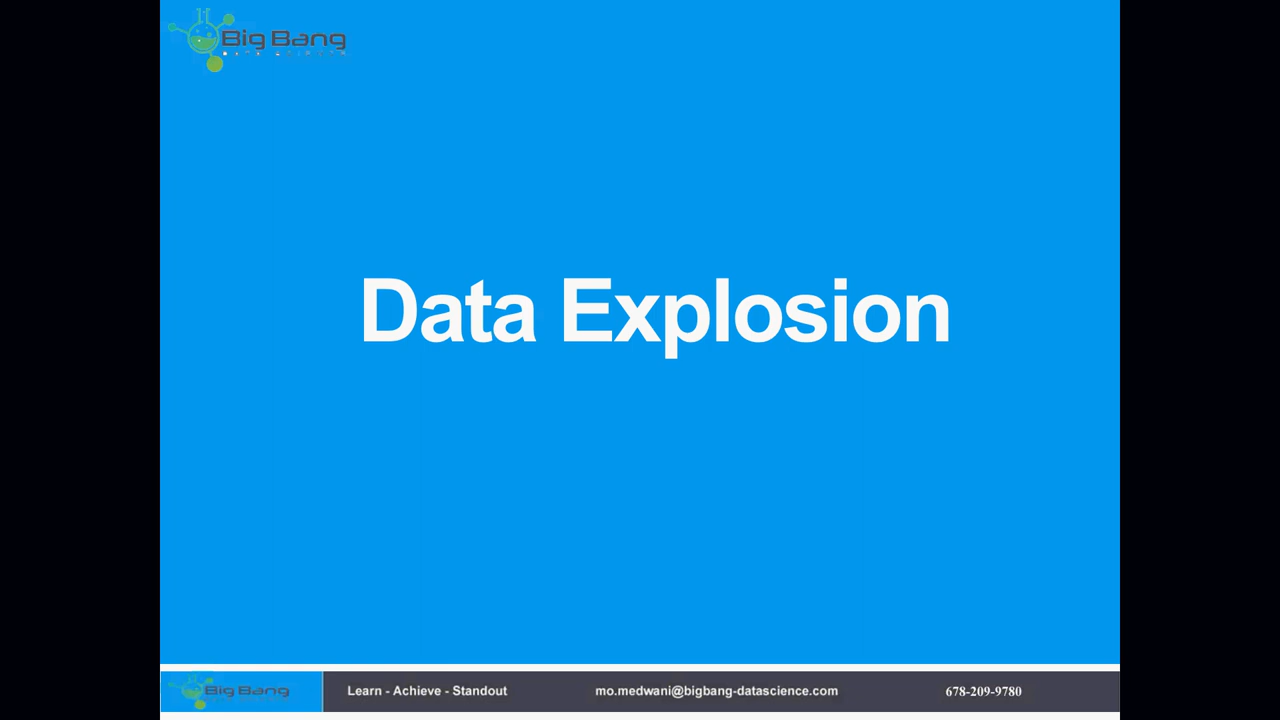 Big Bang
Data Explosion
Big Bang
Learn - Achieve - Standout
mo.medwani@bigbang-datascience.com
678-209-9780